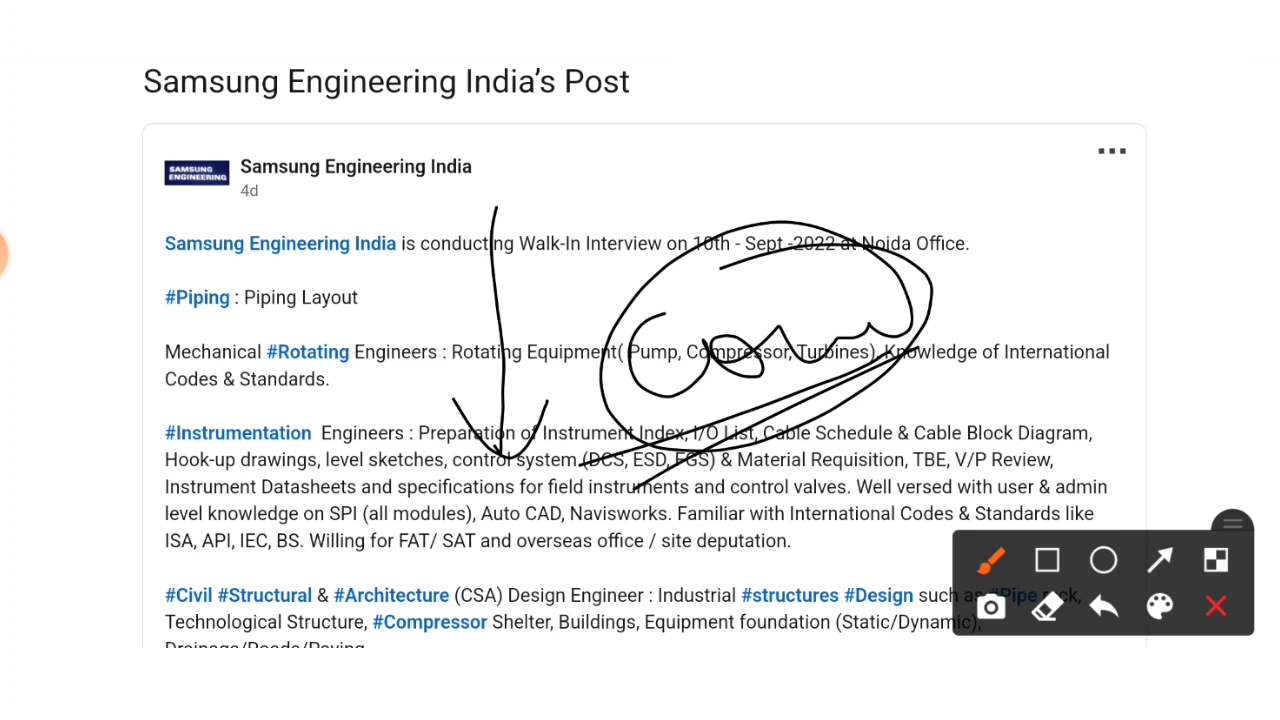 Samsung Engineering India’s Post
SAMSUNG
ENGINEERING
Samsung Engineering India
4d
Samsung Engineering India is conducting Walk-In Interview on 10th - Sept -2022 at Noida Office.
#Piping : Piping Layout
Mechanical #Rotating Engineers : Rotating Equipment( Pump, Compressor, Turbines), Knowledge of International
Codes & Standards.
#Instrumentation Engineers : Preparation of Instrument Index, I/O List, Cable Schedule & Cable Block Diagram,
Hook-up drawings, level sketches, control system (DCS, ESD, FGS) & Material Requisition, TBE, V/P Review,
Instrument Datasheets and specifications for field instruments and control valves. Well versed with user & admin
level knowledge on SPI (all modules), Auto CAD, Navisworks. Familiar with International Codes & Standards like
ISA, API, IEC, BS. Willing for FAT/ SAT and overseas office / site deputation.
#Civil #Structural & #Architecture (CSA) Design Engineer : Industrial #structures #Design such as #Pipe rack,
Technological Structure, #Compressor Shelter, Buildings, Equipment foundation (Static/Dynamic),
Drainage/Roads/Paving